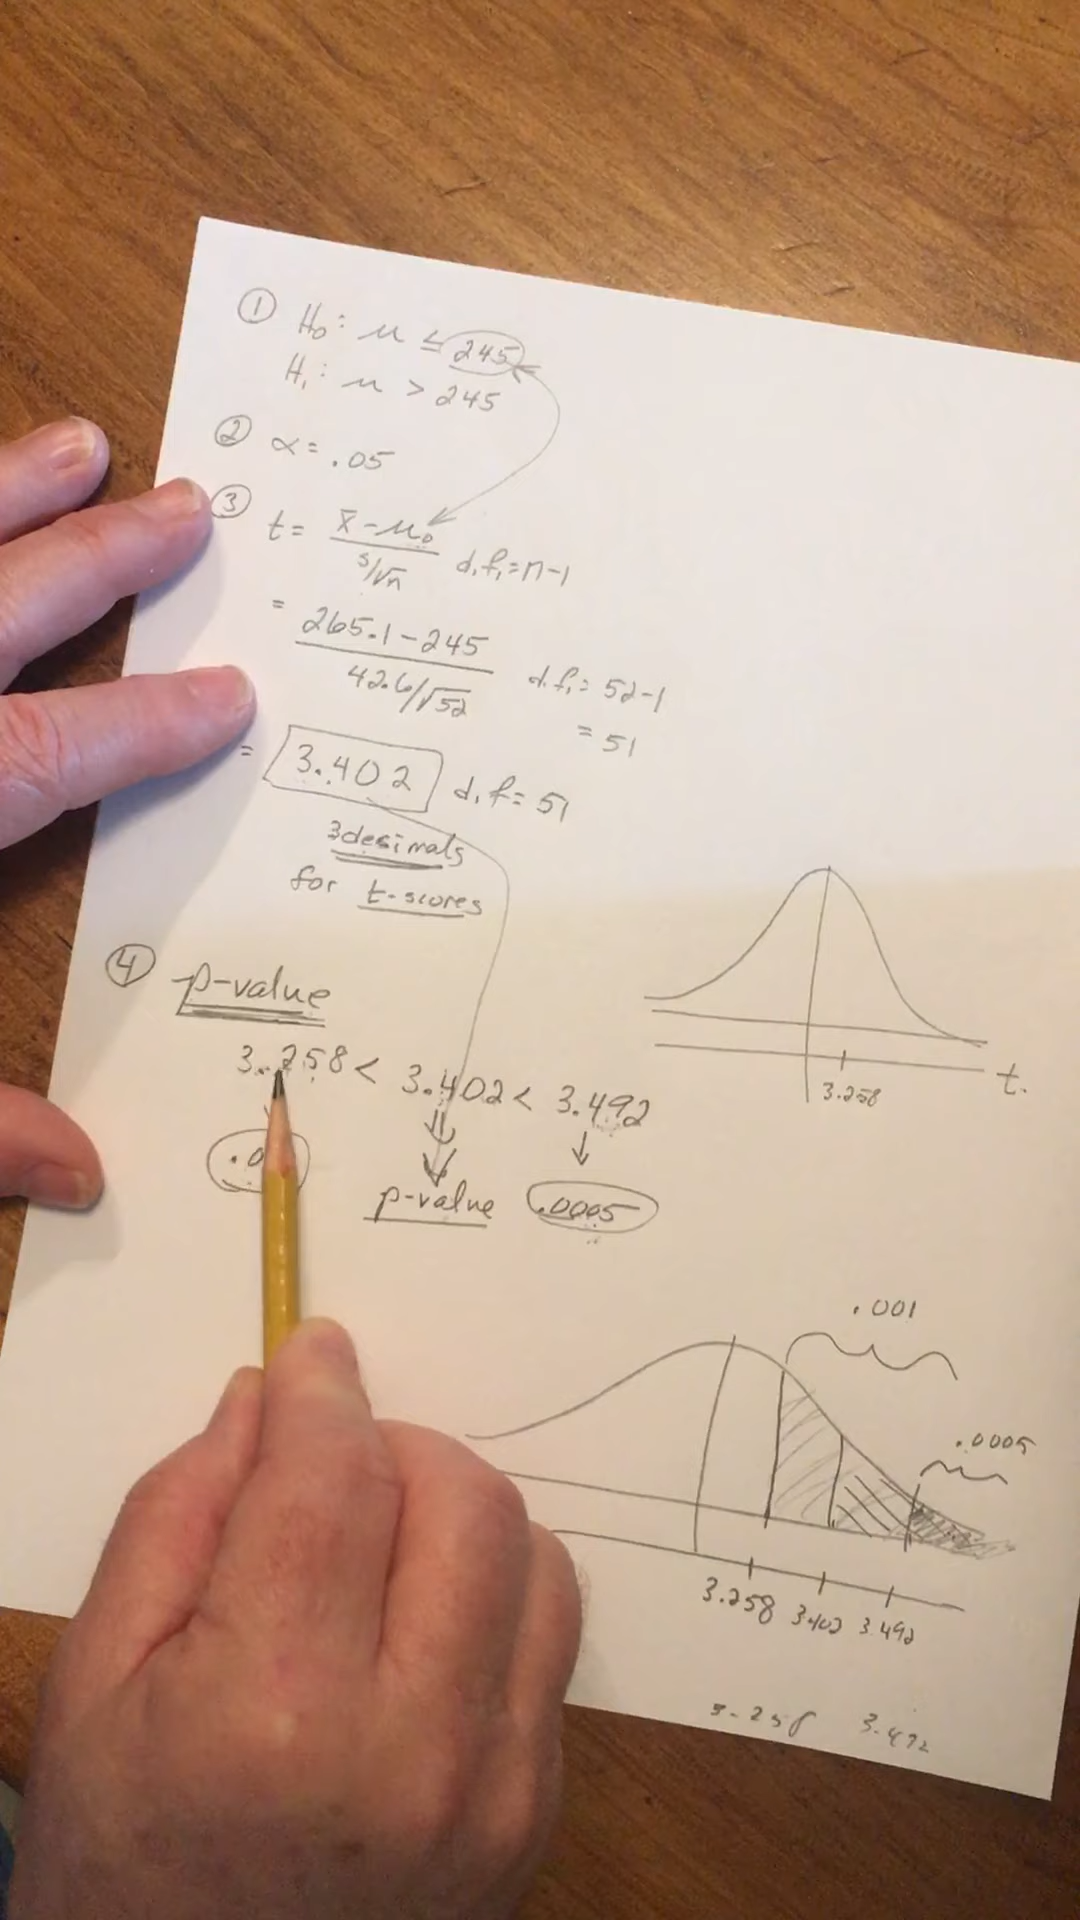 ① H₀: μ ≤ 245
H₁: μ > 245
② α = .05
③ t = x̄ - μ₀ / s/√n d.f. = n-1
= 265.1 - 245 / 42.6/√52 d.f. = 52-1
= 51
= 3.402 d.f = 51
3 desimals
for t-scores
④ p-value
3.258 < 3.402 < 3.492
p-value .0005
3.258 t.
.001
.0005
3.258 3.402 3.492
3.258 3.492